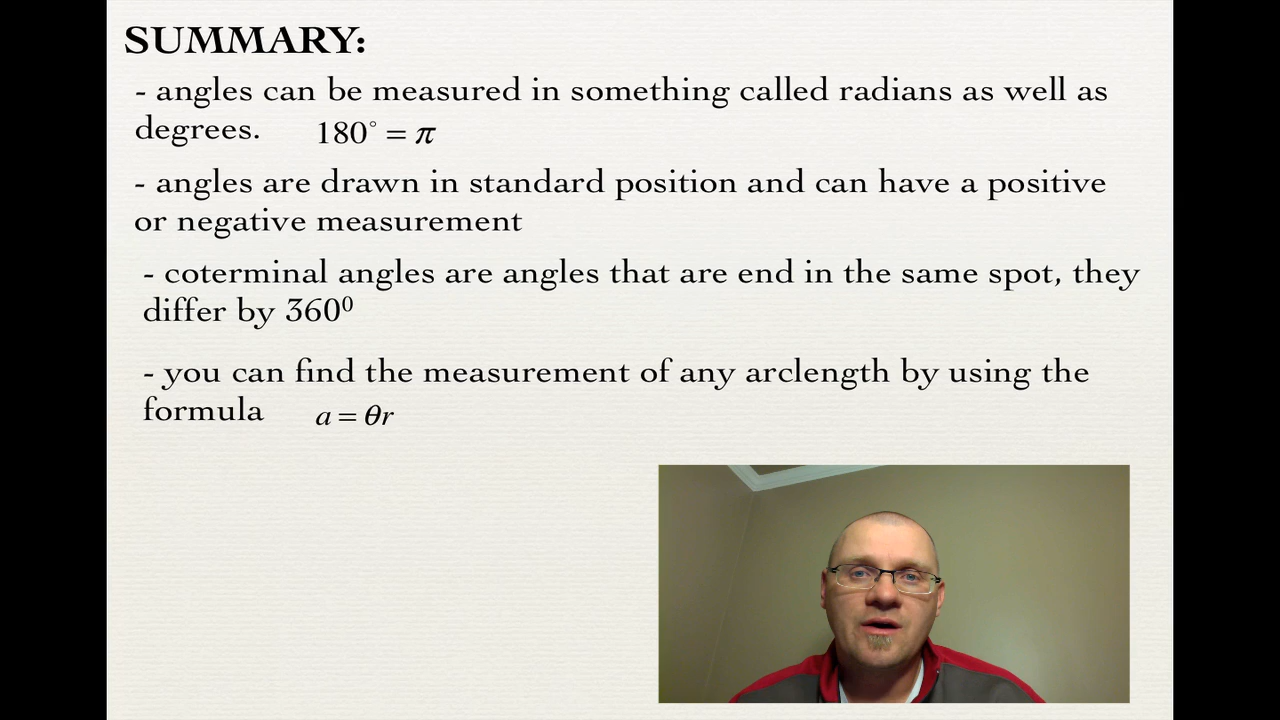 SUMMARY:
- angles can be measured in something called radians as well as
degrees. 180° = π
- angles are drawn in standard position and can have a positive
or negative measurement
- coterminal angles are angles that are end in the same spot, they
differ by 360⁰
- you can find the measurement of any arclength by using the
formula a = θr